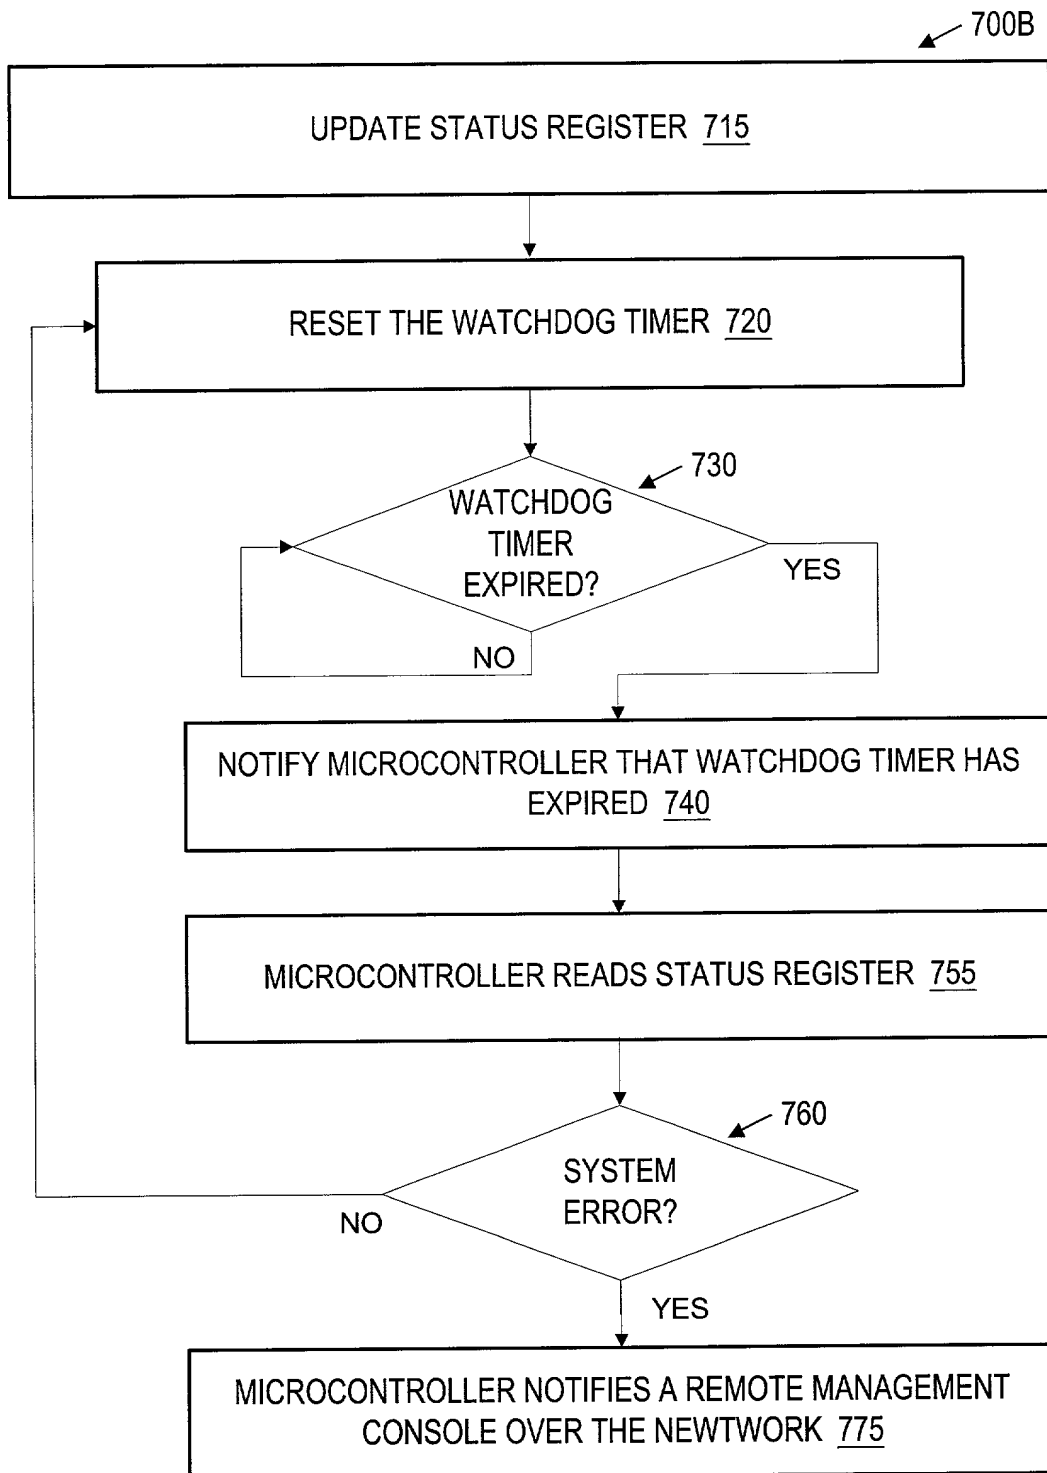 700B
UPDATE STATUS REGISTER 715
RESET THE WATCHDOG TIMER 720
730
WATCHDOG
TIMER
EXPIRED?
YES
NO
NOTIFY MICROCONTROLLER THAT WATCHDOG TIMER HAS
EXPIRED 740
MICROCONTROLLER READS STATUS REGISTER 755
760
SYSTEM
ERROR?
NO
YES
MICROCONTROLLER NOTIFIES A REMOTE MANAGEMENT
CONSOLE OVER THE NEWTWORK 775